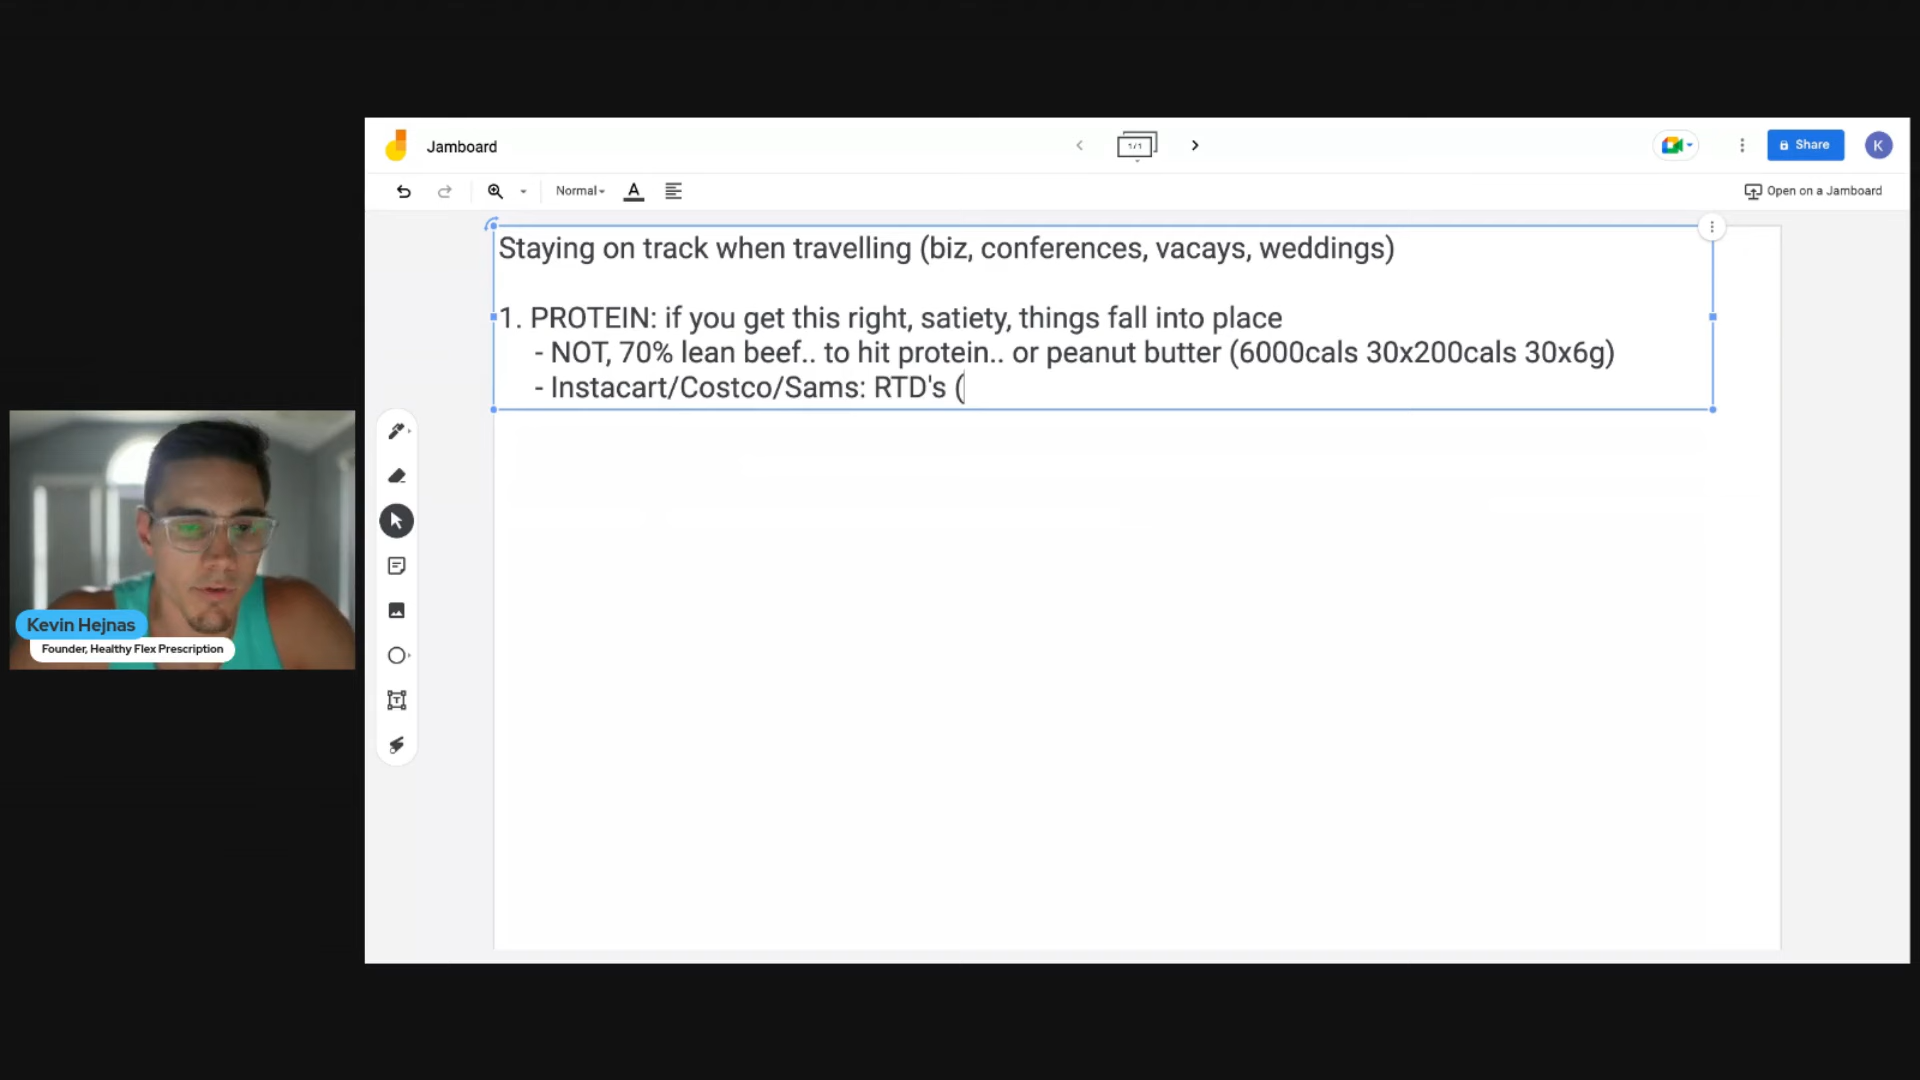 Jamboard
1/1
Share
K
Normal
A
Open on a Jamboard
Staying on track when travelling (biz, conferences, vacays, weddings)
1. PROTEIN: if you get this right, satiety, things fall into place
- NOT, 70% lean beef.. to hit protein.. or peanut butter (6000cals 30x200cals 30x6g)
- Instacart/Costco/Sams: RTD's (
Kevin Hejnas
Founder, Healthy Flex Prescription